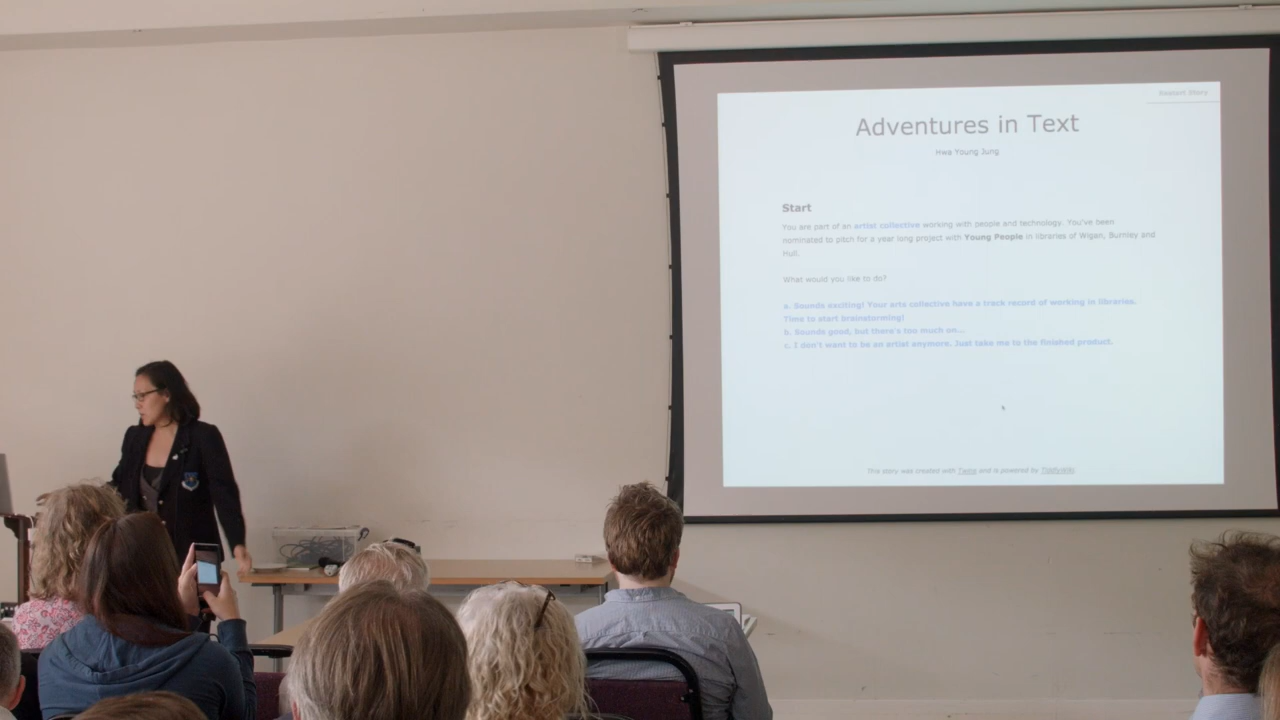 Restart Story
Adventures in Text
Hwa Young Jung
Start
You are part of an artist collective working with people and technology. You've been
nominated to pitch for a year long project with Young People in libraries of Wigan, Burnley and
Hull.
What would you like to do?
a. Sounds exciting! Your arts collective have a track record of working in libraries.
Time to start brainstorming!
b. Sounds good, but there's too much on...
c. I don't want to be an artist anymore. Just take me to the finished product.
This story was created with Twine and is powered by TiddlyWiki